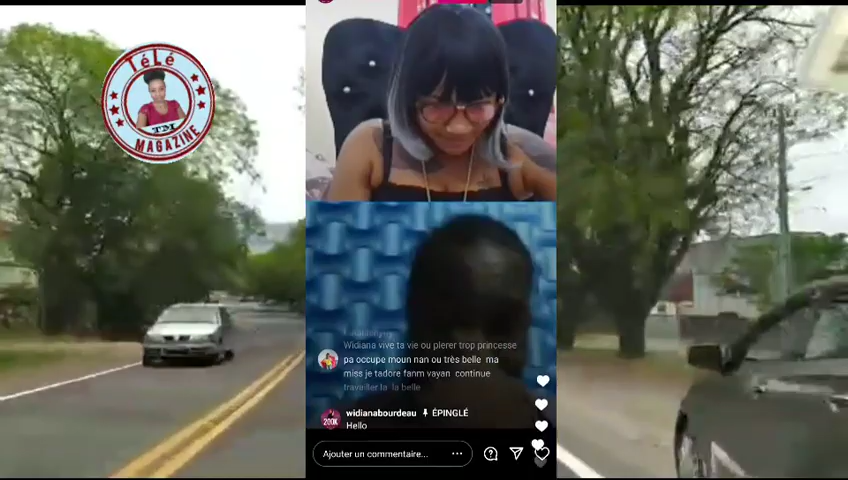 TéLé
TM
MAGAZINE
Widiana vive ta vie ou plerer trop princesse
pa occupe moun nan ou très belle ma
miss je tadore fanm vayan continue
travailler la la belle
200K
widianabourdeau ÉPINGLÉ
Hello
Ajouter un commentaire...